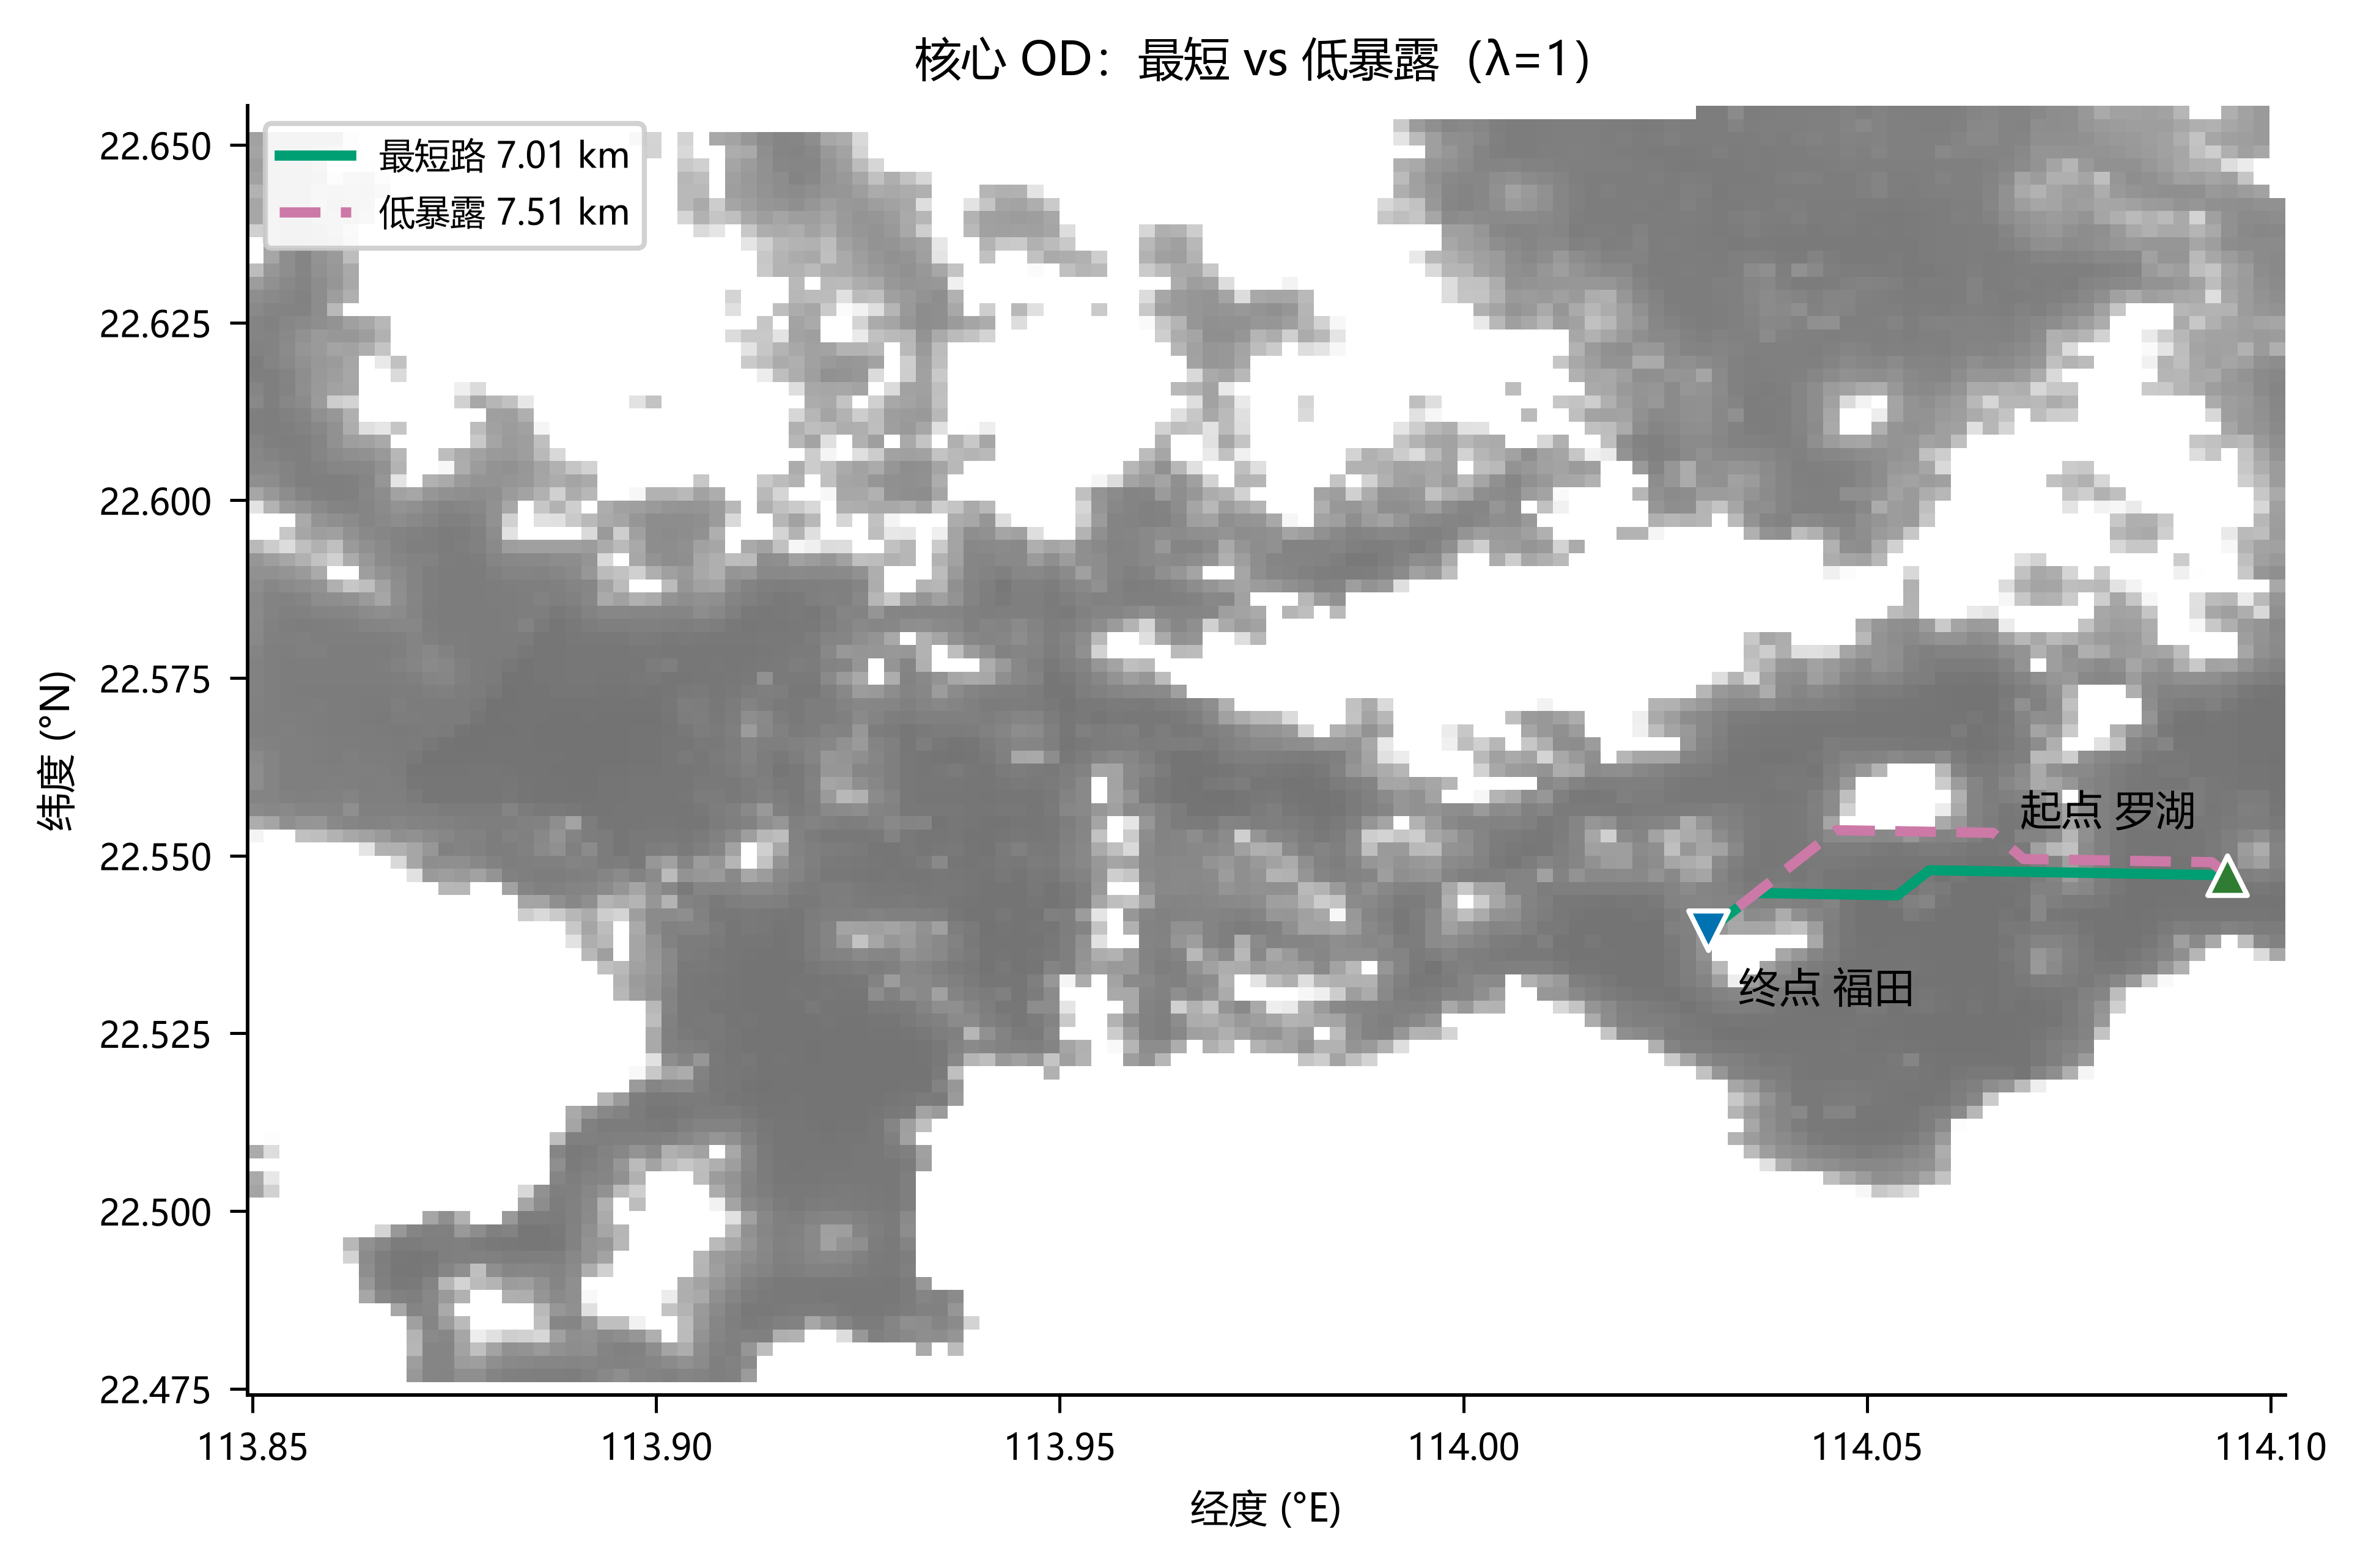 核心 OD：最短 vs 低暴露（λ=1）
最短路 7.01 km
低暴露 7.51 km
22.650
22.625
22.600
22.575
22.550
22.525
22.500
22.475
纬度 (°N)
起点 罗湖
终点 福田
113.85
113.90
113.95
114.00
114.05
114.10
经度 (°E)